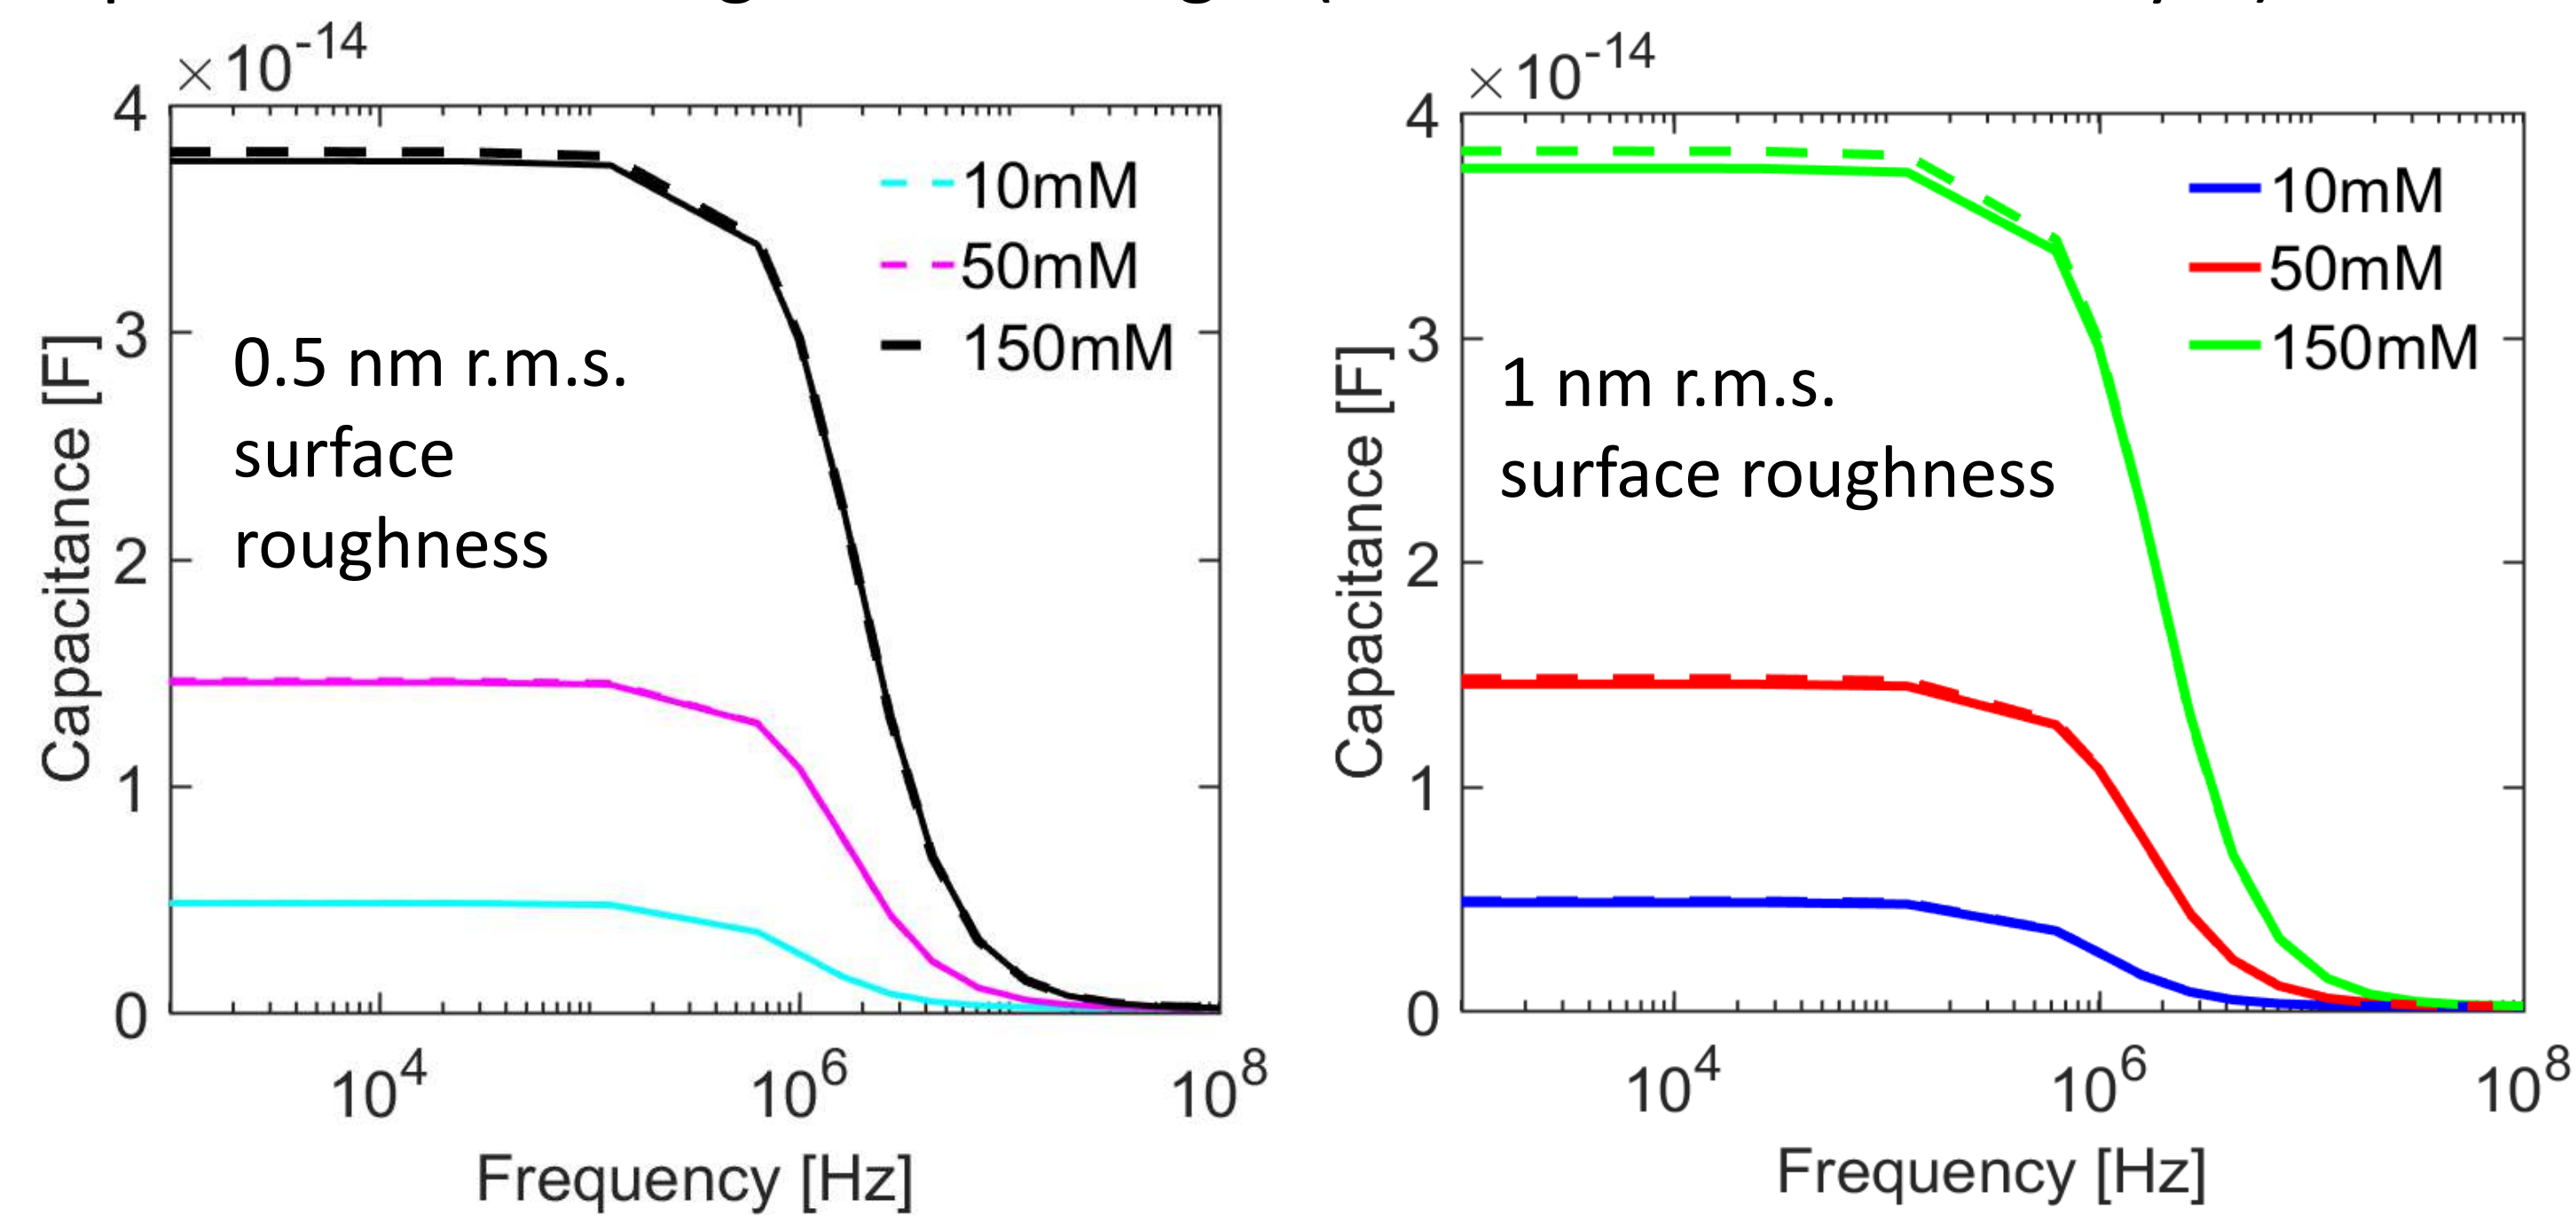 ×10^-14
4
3
2
1
0
10^4
10^6
10^8
Capacitance [F]
Frequency [Hz]
10mM
50mM
150mM
0.5 nm r.m.s.
surface
roughness
×10^-14
4
3
2
1
0
10^4
10^6
10^8
Capacitance [F]
Frequency [Hz]
10mM
50mM
150mM
1 nm r.m.s.
surface roughness